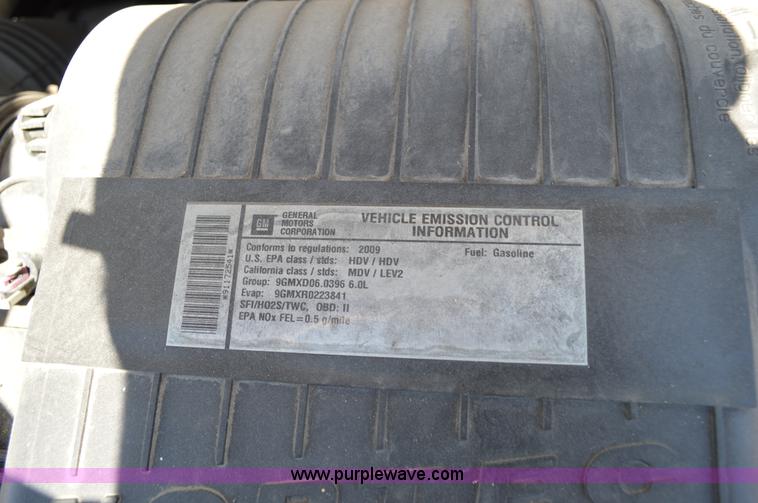 GM
GENERAL
MOTORS
CORPORATION
VEHICLE EMISSION CONTROL
INFORMATION
Conforms to regulations: 2009 Fuel: Gasoline
U.S. EPA class / stds: HDV / HDV
California class / stds: MDV / LEV2
Group: 9GMXD06.0396 6.0L
Evap: 9GMXR0223841
SFI/HO2S/TWC, OBD: II
EPA NOx FEL=0.5 g/mile
du couvercle
www.purplewave.com